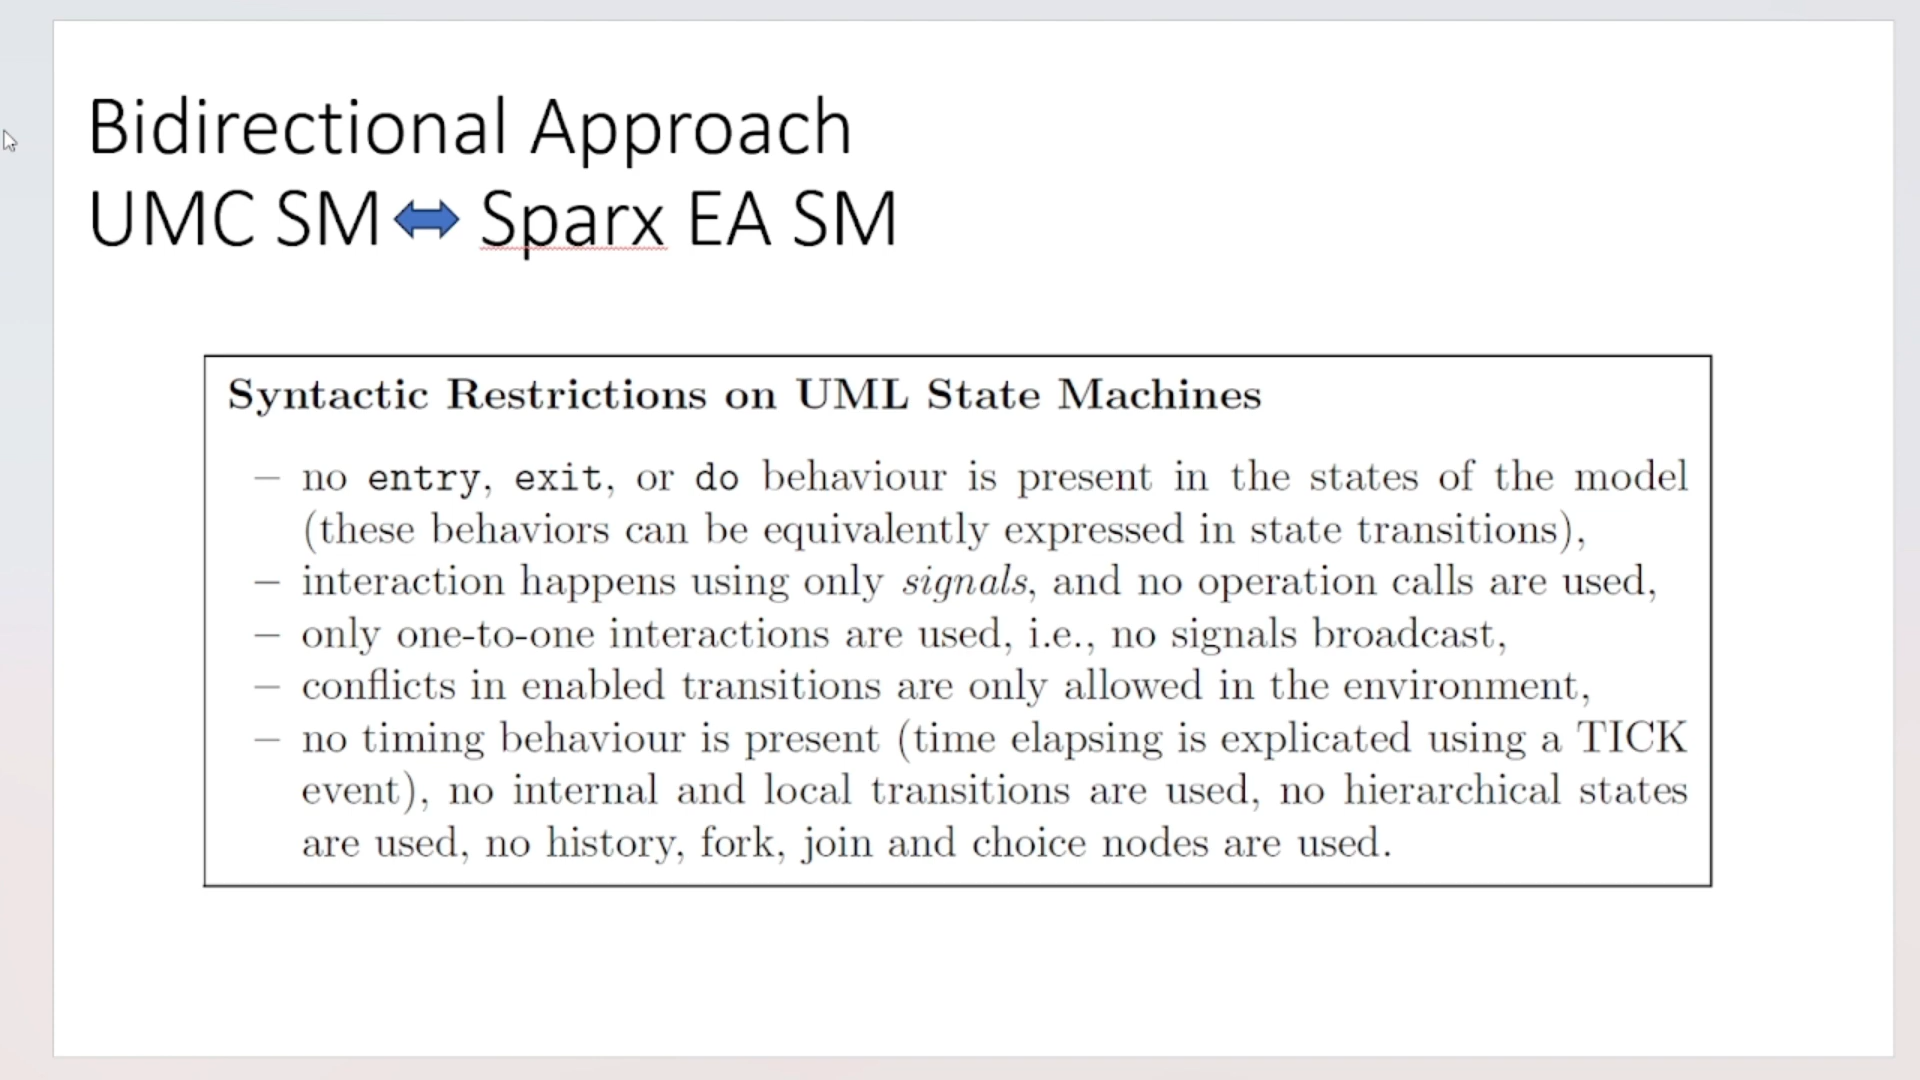 Bidirectional Approach
UMC SM Sparx EA SM
Syntactic Restrictions on UML State Machines
– no entry, exit, or do behaviour is present in the states of the model
(these behaviors can be equivalently expressed in state transitions),
– interaction happens using only signals, and no operation calls are used,
– only one-to-one interactions are used, i.e., no signals broadcast,
– conflicts in enabled transitions are only allowed in the environment,
– no timing behaviour is present (time elapsing is explicated using a TICK
event), no internal and local transitions are used, no hierarchical states
are used, no history, fork, join and choice nodes are used.